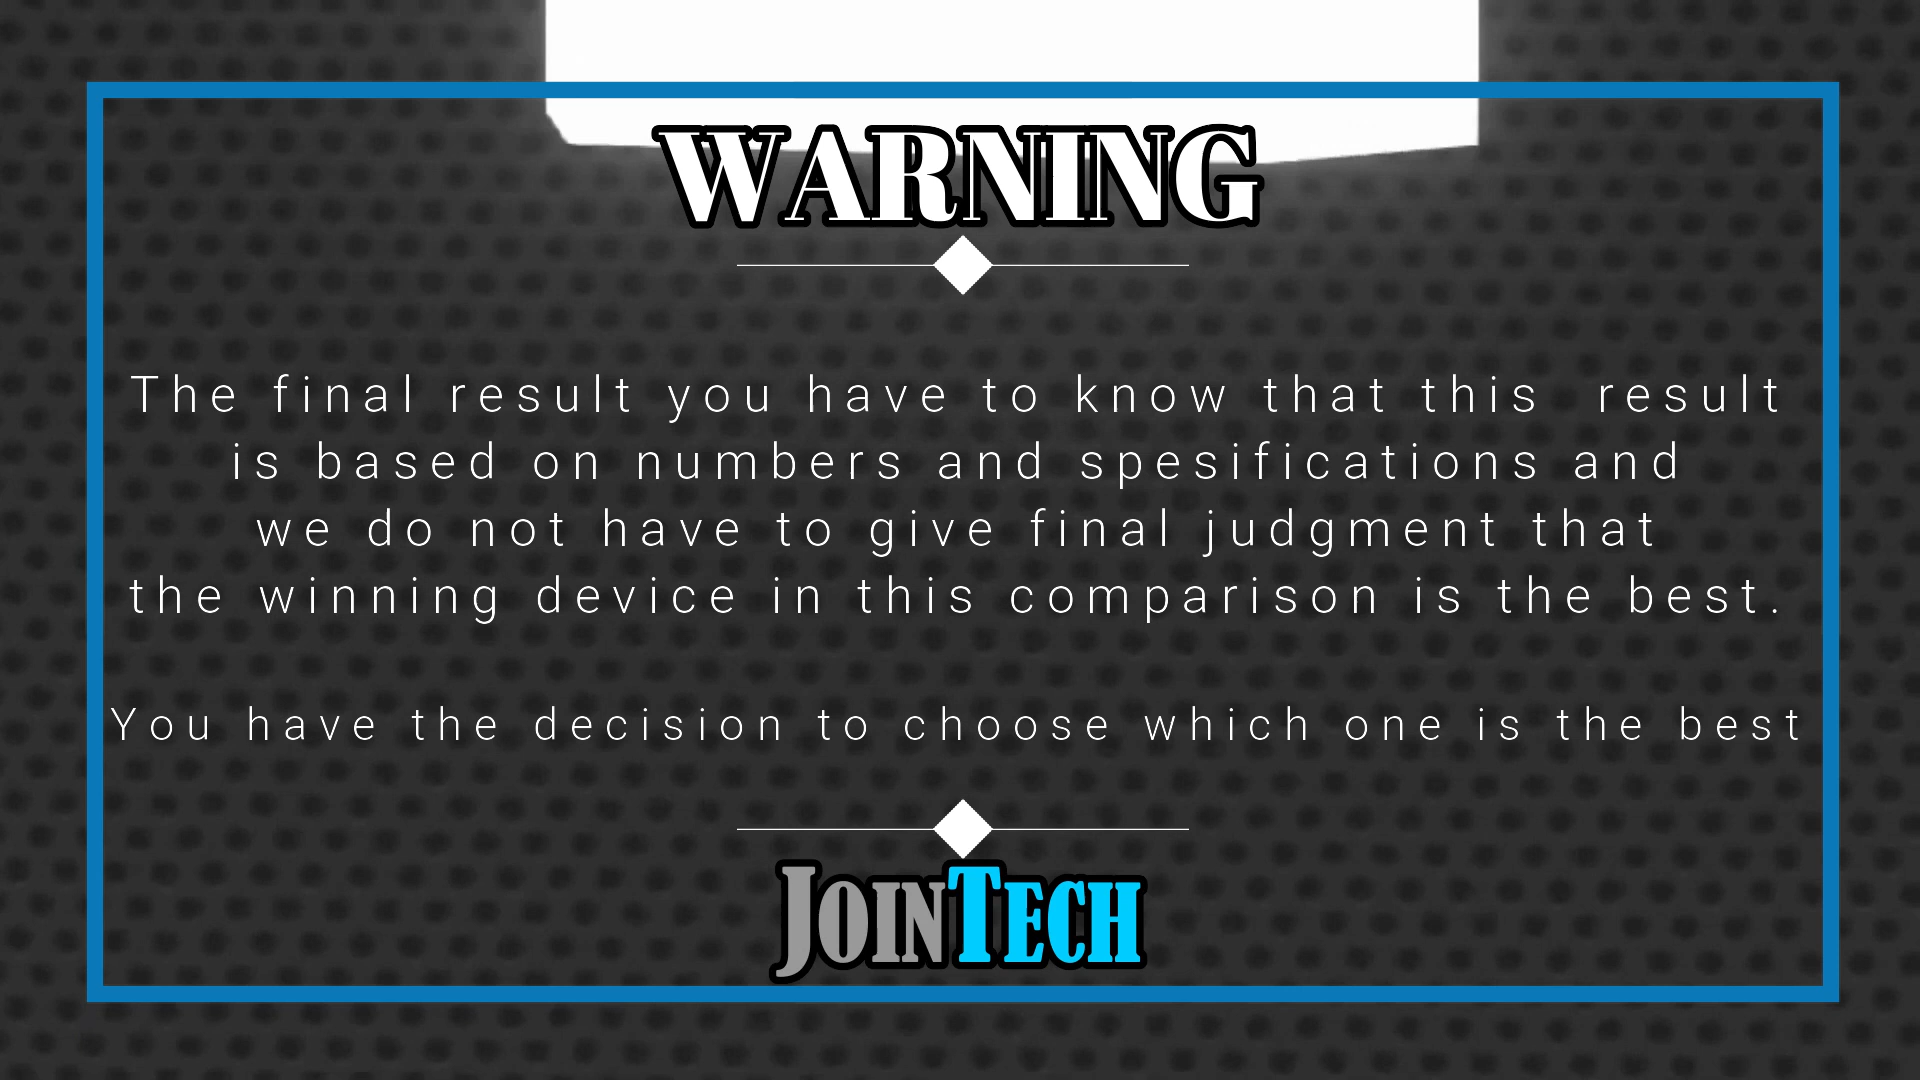 WARNING
The final result you have to know that this result
is based on numbers and spesifications and
we do not have to give final judgment that
the winning device in this comparison is the best.
You have the decision to choose which one is the best
JOINTECH